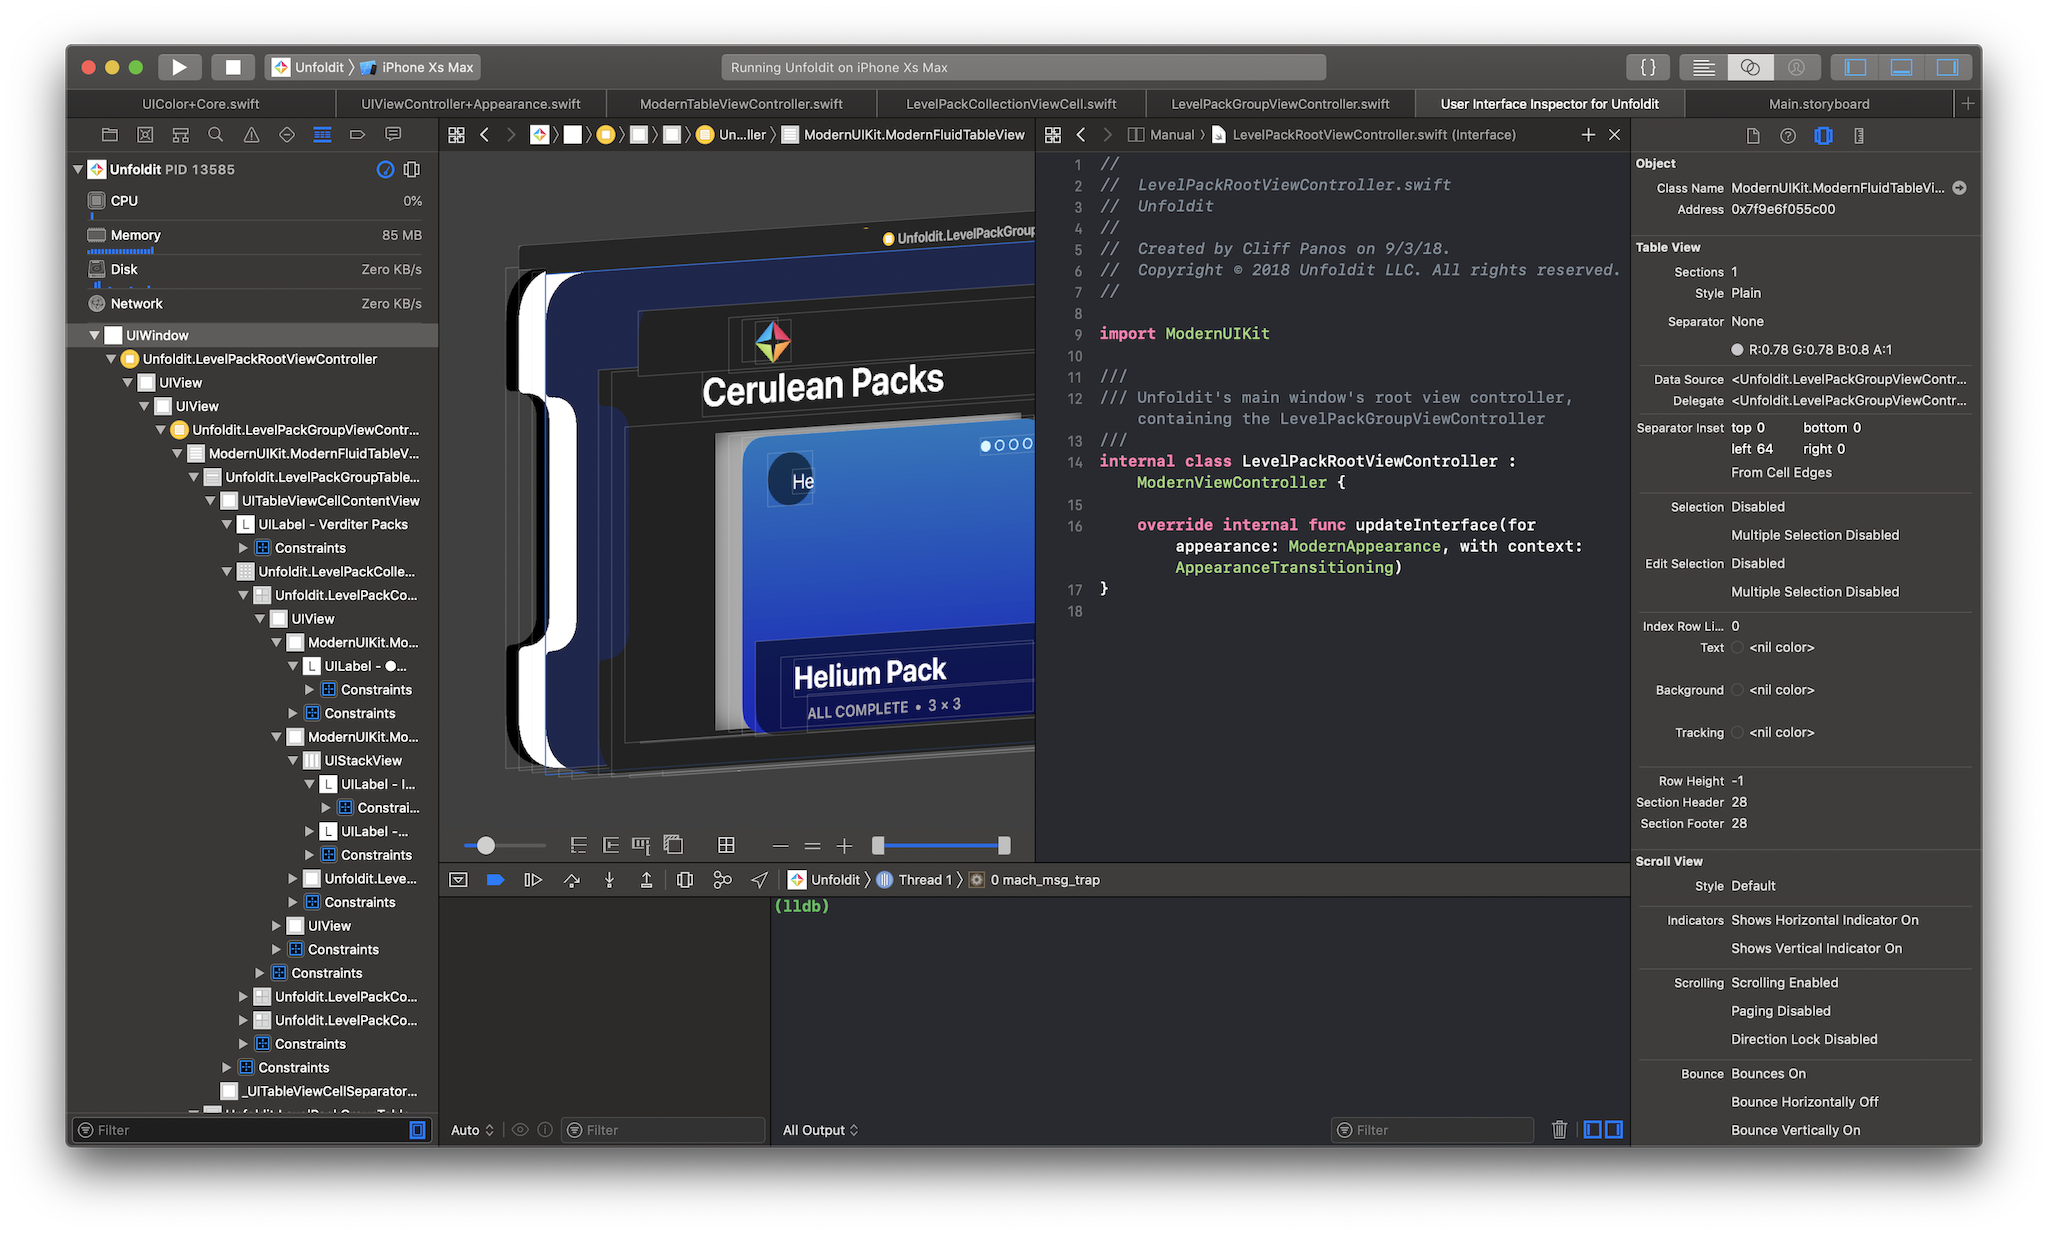 Unfoldit
iPhone Xs Max
Running Unfoldit on iPhone Xs Max
UIColor+Core.swift
UIViewController+Appearance.swift
ModernTableViewController.swift
LevelPackCollectionViewCell.swift
LevelPackGroupViewController.swift
User Interface Inspector for Unfoldit
Main.storyboard
Unfoldit PID 13585
CPU 0%
Memory 85 MB
Disk Zero KB/s
Network Zero KB/s
UIWindow
Unfoldit.LevelPackRootViewController
UIView
UIView
Unfoldit.LevelPackGroupViewContr...
ModernUIKit.ModernFluidTableV...
Unfoldit.LevelPackGroupTable...
UITableViewCellContentView
L UILabel - Verditer Packs
Constraints
Unfoldit.LevelPackColle...
Unfoldit.LevelPackCo...
UIView
ModernUIKit.Mo...
L UILabel - ●...
Constraints
Constraints
ModernUIKit.Mo...
UIStackView
L UILabel - I...
Constrai...
L UILabel -...
Constraints
Unfoldit.Leve...
Constraints
UIView
Constraints
Constraints
Unfoldit.LevelPackCo...
Unfoldit.LevelPackCo...
Constraints
Constraints
_UITableViewCellSeparator...
Filter
Un...ller
ModernUIKit.ModernFluidTableView
Unfoldit.LevelPackGroup
Cerulean Packs
He
Helium Pack
ALL COMPLETE • 3 × 3
Manual
LevelPackRootViewController.swift (Interface)
1 //
2 //  LevelPackRootViewController.swift
3 //  Unfoldit
4 //
5 //  Created by Cliff Panos on 9/3/18.
6 //  Copyright © 2018 Unfoldit LLC. All rights reserved.
7 //
8
9 import ModernUIKit
10
11 ///
12 /// Unfoldit's main window's root view controller,
containing the LevelPackGroupViewController
13 ///
14 internal class LevelPackRootViewController :
ModernViewController {
15
16 override internal func updateInterface(for
appearance: ModernAppearance, with context:
AppearanceTransitioning)
17 }
18
Unfoldit
Thread 1
0 mach_msg_trap
(lldb)
Auto
Filter
All Output
Filter
Object
Class Name ModernUIKit.ModernFluidTableVi...
Address 0x7f9e6f055c00
Table View
Sections 1
Style Plain
Separator None
R:0.78 G:0.78 B:0.8 A:1
Data Source <Unfoldit.LevelPackGroupViewContr...
Delegate <Unfoldit.LevelPackGroupViewContr...
Separator Inset top 0 bottom 0
left 64 right 0
From Cell Edges
Selection Disabled
Multiple Selection Disabled
Edit Selection Disabled
Multiple Selection Disabled
Index Row Li... 0
Text <nil color>
Background <nil color>
Tracking <nil color>
Row Height -1
Section Header 28
Section Footer 28
Scroll View
Style Default
Indicators Shows Horizontal Indicator On
Shows Vertical Indicator On
Scrolling Scrolling Enabled
Paging Disabled
Direction Lock Disabled
Bounce Bounces On
Bounce Horizontally Off
Bounce Vertically On